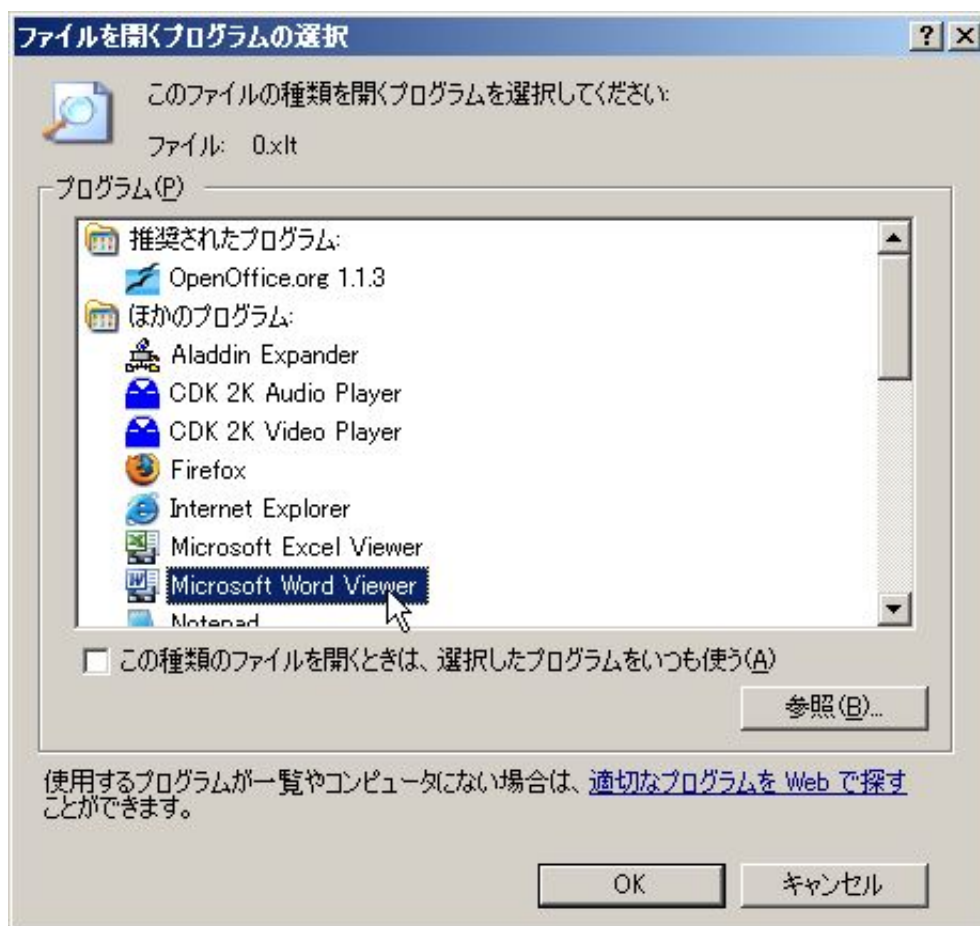 ファイルを開くプログラムの選択
このファイルの種類を開くプログラムを選択してください:
ファイル: 0.xlt
プログラム(P)
推奨されたプログラム:
OpenOffice.org 1.1.3
ほかのプログラム:
Aladdin Expander
CDK 2K Audio Player
CDK 2K Video Player
Firefox
Internet Explorer
Microsoft Excel Viewer
Microsoft Word Viewer
Notepad
この種類のファイルを開くときは、選択したプログラムをいつも使う(A)
参照(B)...
使用するプログラムが一覧やコンピュータにない場合は、適切なプログラムを Web で探す
ことができます。
OK キャンセル